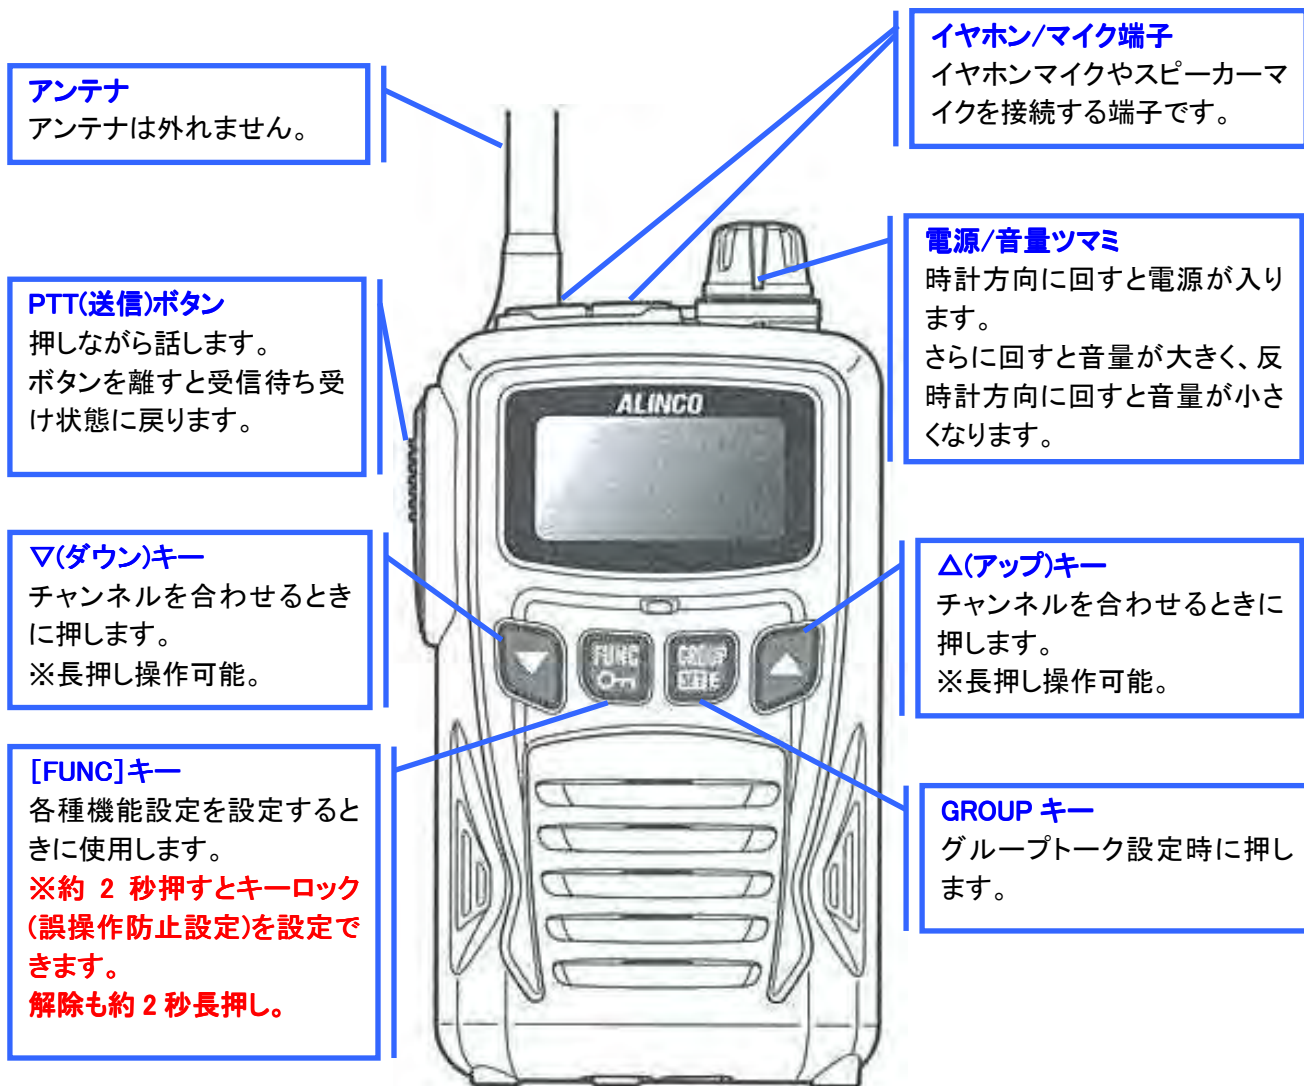 アンテナ
アンテナは外れません。
イヤホン/マイク端子
イヤホンマイクやスピーカーマ
イクを接続する端子です。
PTT(送信)ボタン
押しながら話します。
ボタンを離すと受信待ち受
け状態に戻ります。
電源/音量ツマミ
時計方向に回すと電源が入り
ます。
さらに回すと音量が大きく、反
時計方向に回すと音量が小さ
くなります。
ALINCO
▽(ダウン)キー
チャンネルを合わせるとき
に押します。
※長押し操作可能。
△(アップ)キー
チャンネルを合わせるときに
押します。
※長押し操作可能。
FUNC
GROUP
[FUNC]キー
各種機能設定を設定すると
きに使用します。
※約 2 秒押すとキーロック
(誤操作防止設定)を設定で
きます。
解除も約 2 秒長押し。
GROUP キー
グループトーク設定時に押し
ます。